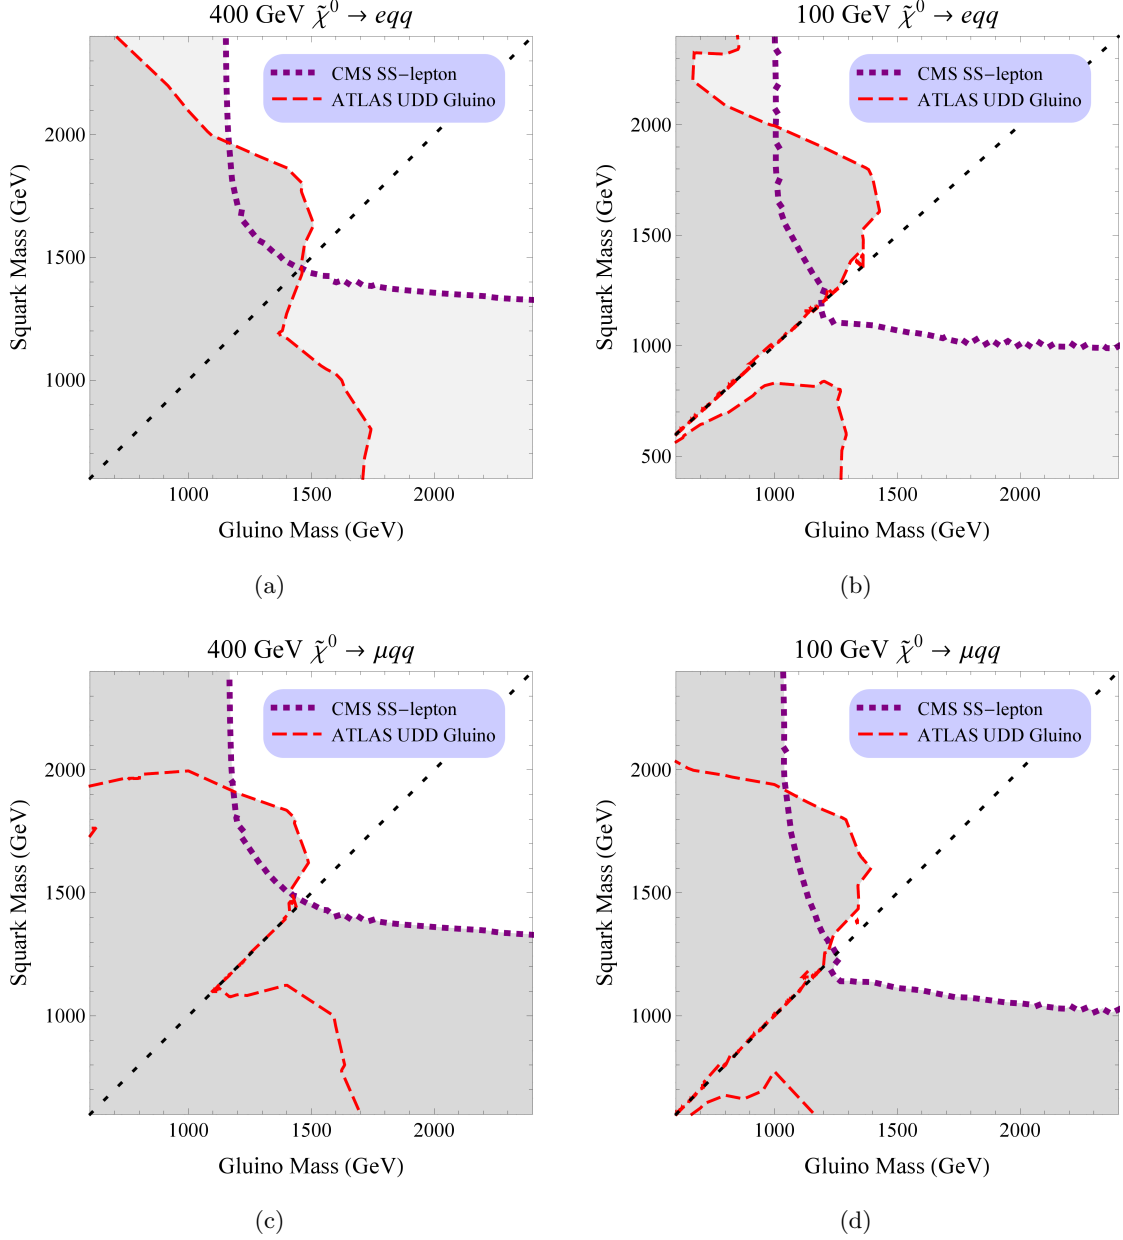 400 GeV χ̃⁰ → eqq
CMS SS−lepton
ATLAS UDD Gluino
2000
1500
1000
Squark Mass (GeV)
1000 1500 2000
Gluino Mass (GeV)
(a)
100 GeV χ̃⁰ → eqq
CMS SS−lepton
ATLAS UDD Gluino
2000
1500
1000
500
Squark Mass (GeV)
1000 1500 2000
Gluino Mass (GeV)
(b)
400 GeV χ̃⁰ → μqq
CMS SS−lepton
ATLAS UDD Gluino
2000
1500
1000
Squark Mass (GeV)
1000 1500 2000
Gluino Mass (GeV)
(c)
100 GeV χ̃⁰ → μqq
CMS SS−lepton
ATLAS UDD Gluino
2000
1500
1000
Squark Mass (GeV)
1000 1500 2000
Gluino Mass (GeV)
(d)